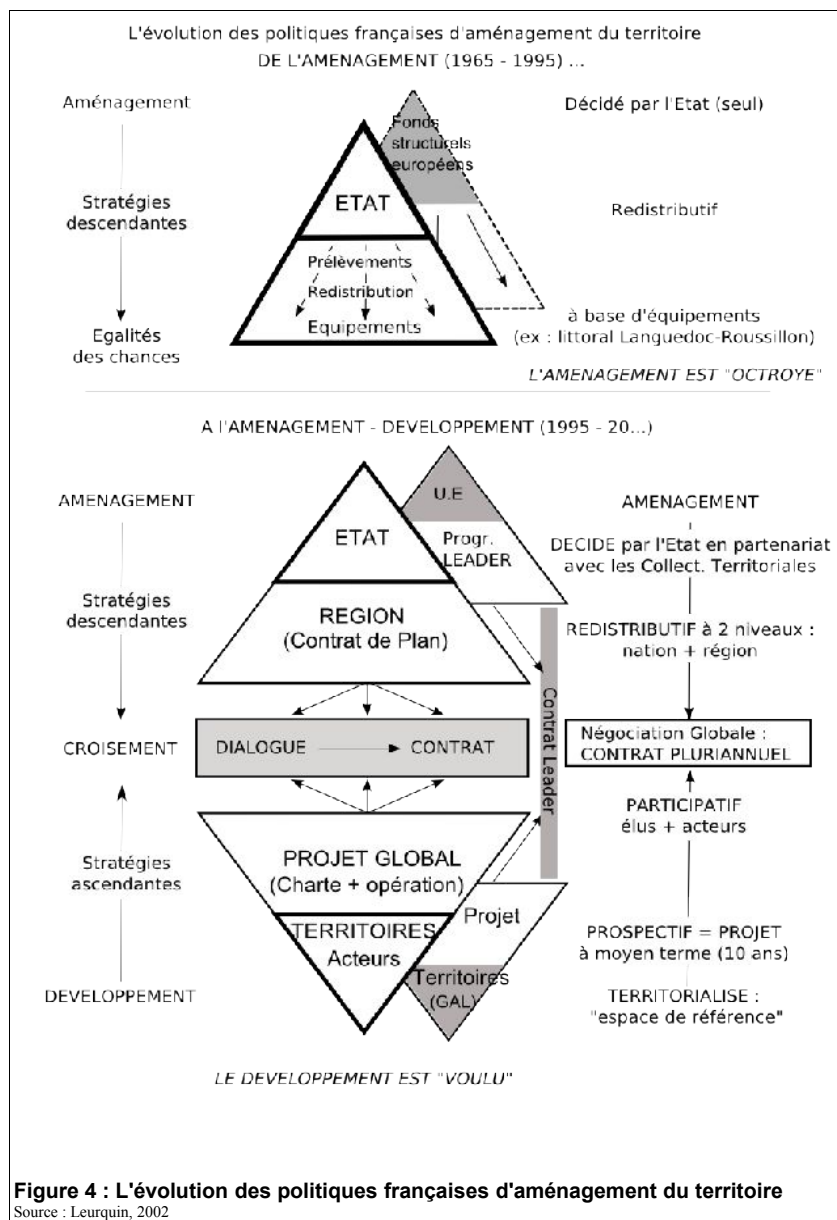 L'évolution des politiques françaises d'aménagement du territoire
DE L'AMENAGEMENT (1965 - 1995) ...
Aménagement
Stratégies
descendantes
Egalités
des chances
Fonds
structurels
européens
ETAT
Prélèvements
Redistribution
Equipements
Décidé par l'Etat (seul)
Redistributif
à base d'équipements
(ex : littoral Languedoc-Roussillon)
L'AMENAGEMENT EST "OCTROYE"
A l'AMENAGEMENT - DEVELOPPEMENT (1995 - 20...)
AMENAGEMENT
Stratégies
descendantes
CROISEMENT
Stratégies
ascendantes
DEVELOPPEMENT
U.E
Progr.
LEADER
ETAT
REGION
(Contrat de Plan)
DIALOGUE
CONTRAT
Contrat Leader
PROJET GLOBAL
(Charte + opération)
TERRITOIRES
Acteurs
Projet
Territoires
(GAL)
AMENAGEMENT
DECIDE par l'Etat en partenariat
avec les Collect. Territoriales
REDISTRIBUTIF à 2 niveaux :
nation + région
Négociation Globale :
CONTRAT PLURIANNUEL
PARTICIPATIF
élus + acteurs
PROSPECTIF = PROJET
à moyen terme (10 ans)
TERRITORIALISE :
"espace de référence"
LE DEVELOPPEMENT EST "VOULU"
Figure 4 : L'évolution des politiques françaises d'aménagement du territoire
Source : Leurquin, 2002